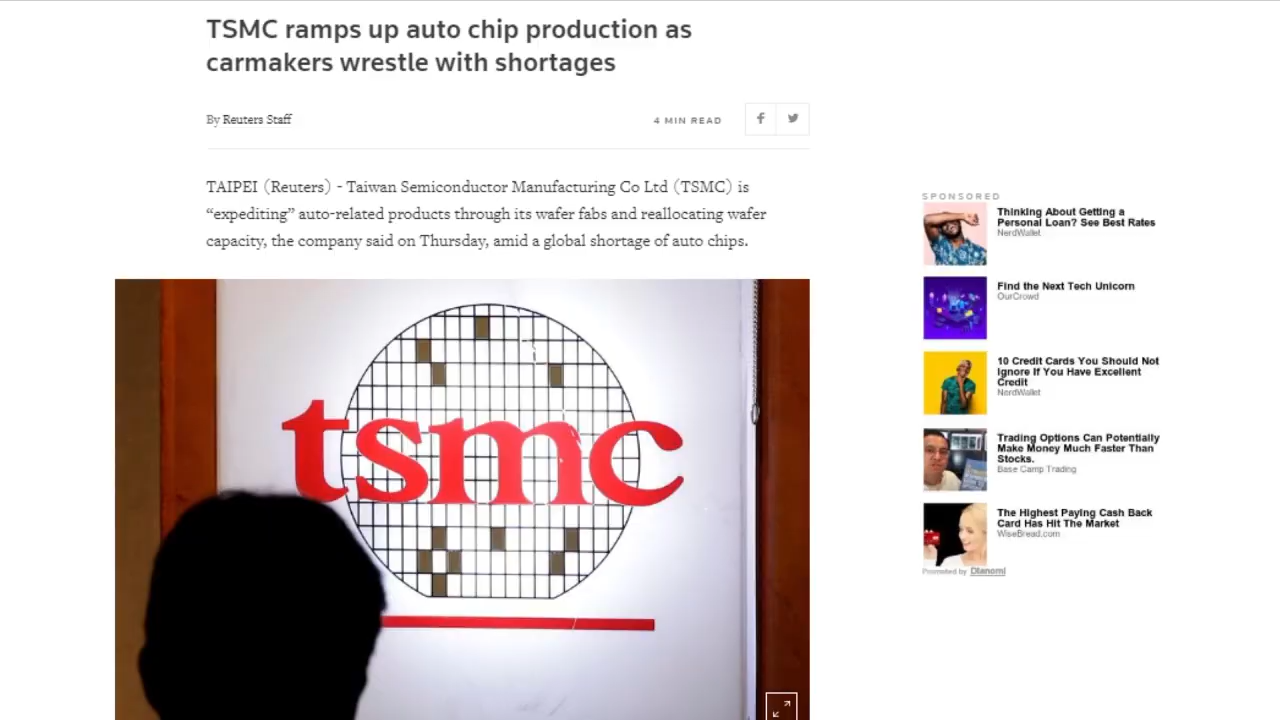 TSMC ramps up auto chip production as
carmakers wrestle with shortages
By Reuters Staff
4 MIN READ
TAIPEI (Reuters) - Taiwan Semiconductor Manufacturing Co Ltd (TSMC) is
“expediting” auto-related products through its wafer fabs and reallocating wafer
capacity, the company said on Thursday, amid a global shortage of auto chips.
tsmc
SPONSORED
Thinking About Getting a
Personal Loan? See Best Rates
NerdWallet
Find the Next Tech Unicorn
OurCrowd
10 Credit Cards You Should Not
Ignore If You Have Excellent
Credit
NerdWallet
Trading Options Can Potentially
Make Money Much Faster Than
Stocks.
Base Camp Trading
The Highest Paying Cash Back
Card Has Hit The Market
WiseBread.com
Promoted by Dianomi